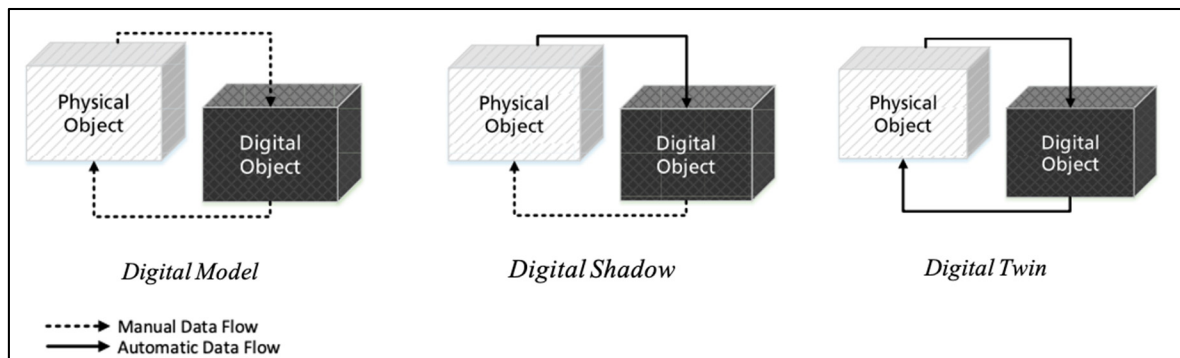 Physical
Object
Digital
Object
Digital Model
Physical
Object
Digital
Object
Digital Shadow
Physical
Object
Digital
Object
Digital Twin
Manual Data Flow
Automatic Data Flow